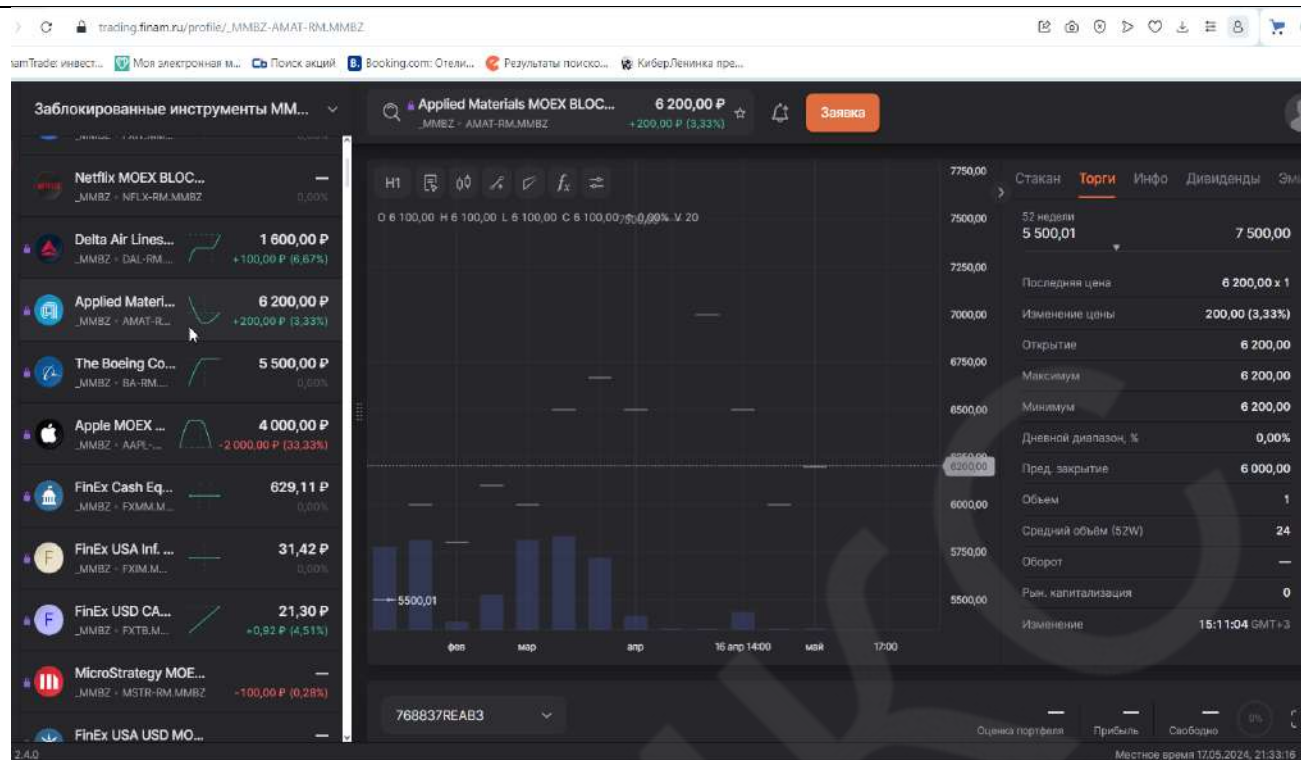 trading.finam.ru/profile/_MMBZ-AMAT-RM.MMBZ
amTrade: инвест... Моя электронная м... Поиск акций Booking.com: Отели... Результаты поиско... КиберЛенинка пре...
Заблокированные инструменты ММ...
Applied Materials MOEX BLOC... 6 200,00 ₽
_MMBZ • AMAT-RM.MMBZ +200,00 ₽ (3,33%)
Заявка
Netflix MOEX BLOC... —
_MMBZ • NFLX-RM.MMBZ 0,00%
Delta Air Lines... 1 600,00 ₽
_MMBZ • DAL-RM.... +100,00 ₽ (6,67%)
Applied Materi... 6 200,00 ₽
_MMBZ • AMAT-R... +200,00 ₽ (3,33%)
The Boeing Co... 5 500,00 ₽
_MMBZ • BA-RM.... 0,00%
Apple MOEX ... 4 000,00 ₽
_MMBZ • AAPL-... -2 000,00 ₽ (33,33%)
FinEx Cash Eq... 629,11 ₽
_MMBZ • FXMM.M... 0,00%
FinEx USA Inf. ... 31,42 ₽
_MMBZ • FXIM.M... 0,00%
FinEx USD CA... 21,30 ₽
_MMBZ • FXTB.M... +0,92 ₽ (4,51%)
MicroStrategy MOE... —
_MMBZ • MSTR-RM.MMBZ -100,00 ₽ (0,28%)
FinEx USA USD MO... —
2.4.0
H1
O 6 100,00 H 6 100,00 L 6 100,00 C 6 100,00 V 20
7750,00
7500,00
7250,00
7000,00
6750,00
6500,00
6200,00
6000,00
5750,00
5500,00
5500,01
фев мар апр 16 апр 14:00 май 17:00
Стакан Торги Инфо Дивиденды Эми
52 недели
5 500,01 7 500,00
Последняя цена 6 200,00 x 1
Изменение цены 200,00 (3,33%)
Открытие 6 200,00
Максимум 6 200,00
Минимум 6 200,00
Дневной диапазон, % 0,00%
Пред. закрытие 6 000,00
Объем 1
Средний объём (52W) 24
Оборот —
Рын. капитализация 0
Изменение 15:11:04 GMT+3
768837REAB3
Оценка портфеля Прибыль Свободно 0%
Местное время 17.05.2024, 21:33:16